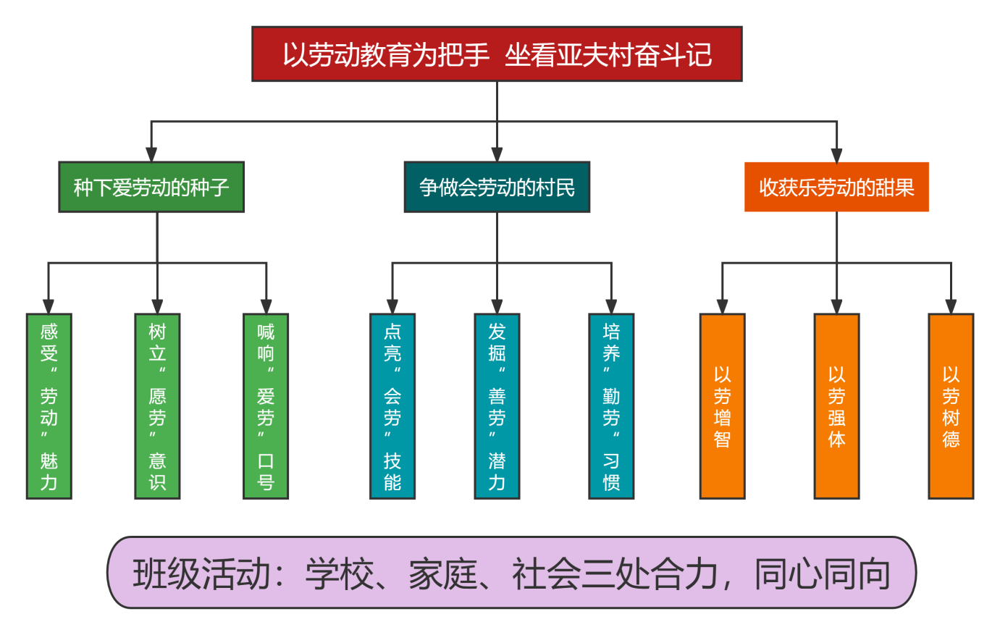 以劳动教育为把手 坐看亚夫村奋斗记
种下爱劳动的种子
争做会劳动的村民
收获乐劳动的甜果
感受“劳动”魅力
树立“愿劳”意识
喊响“爱劳”口号
点亮“会劳”技能
发掘“善劳”潜力
培养”勤劳“习惯
以劳增智
以劳强体
以劳树德
班级活动：学校、家庭、社会三处合力，同心同向